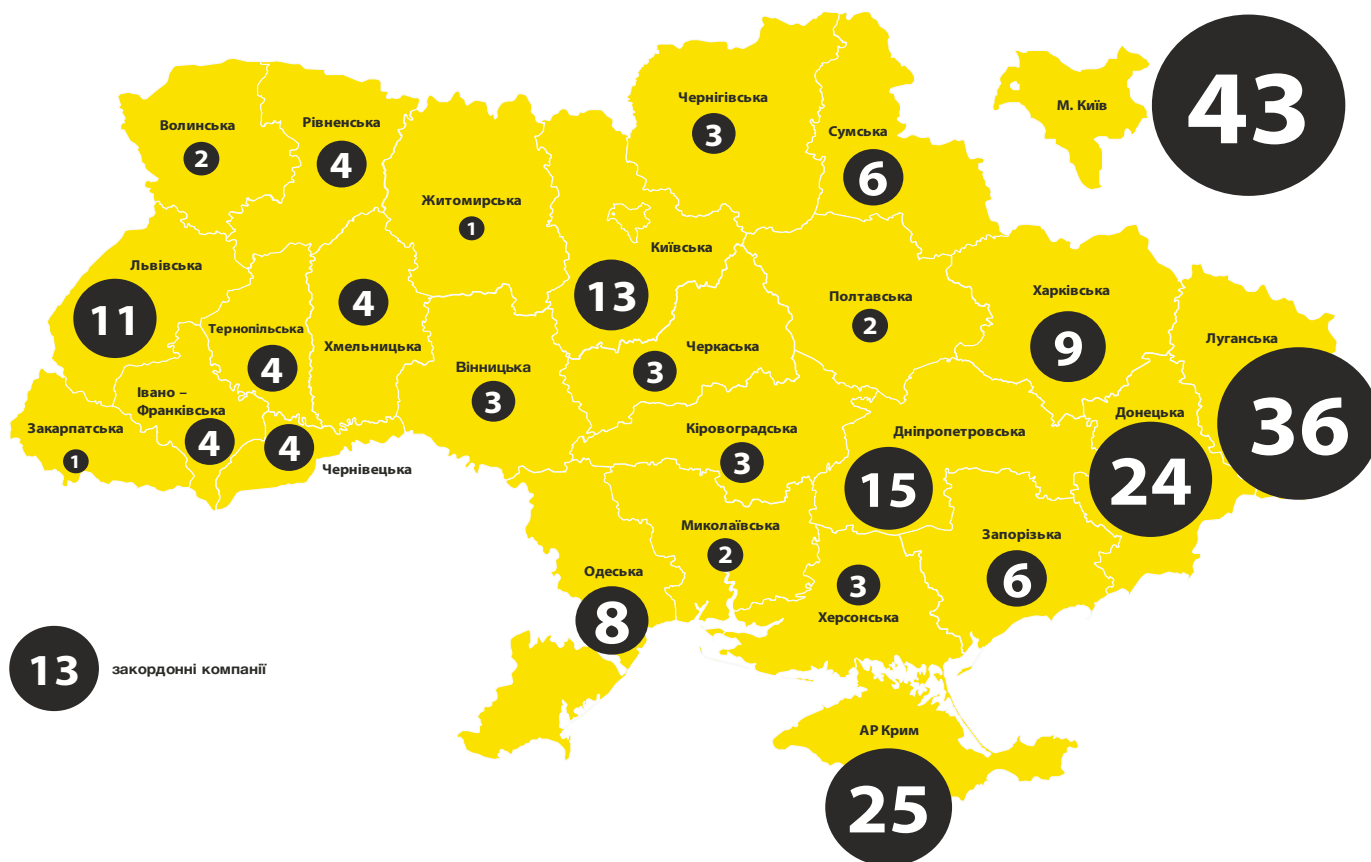 Чернігівська
3
Сумська
6
М. Київ
43
Волинська
2
Рівненська
4
Житомирська
1
Київська
13
Львівська
11
Тернопільська
4
4
Хмельницька
Вінницька
3
Черкаська
3
Полтавська
2
Харківська
9
Луганська
36
Донецька
24
Івано –
Франківська
4
Закарпатська
1
4
Чернівецька
Кіровоградська
3
Дніпропетровська
15
Миколаївська
2
Запорізька
6
Одеська
8
3
Херсонська
13
закордонні компанії
АР Крим
25